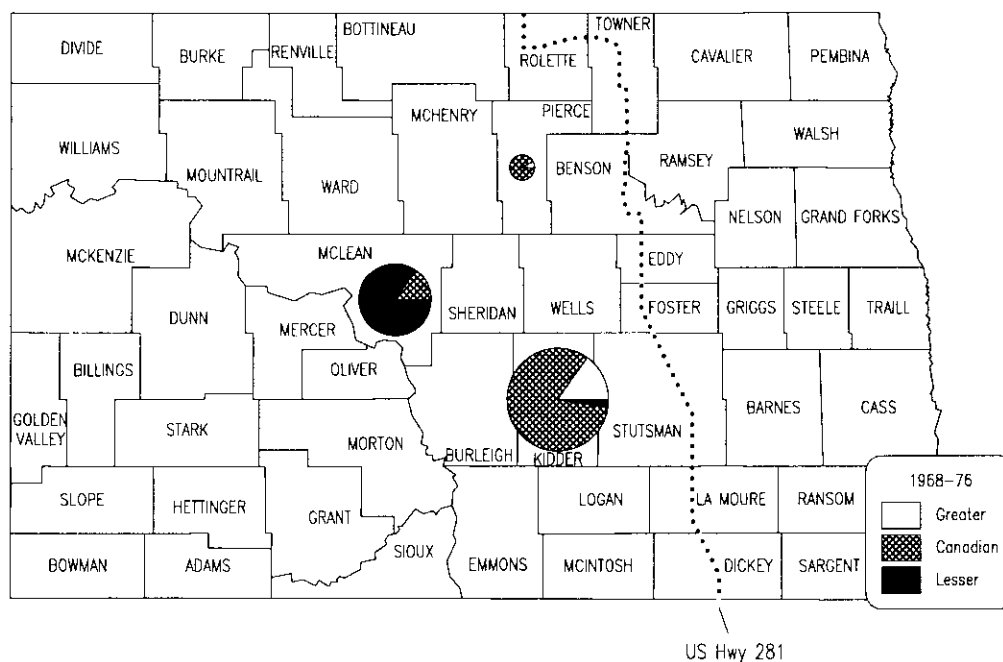 DIVIDE
BURKE
RENVILLE
BOTTINEAU
ROLETTE
TOWNER
CAVALIER
PEMBINA
WILLIAMS
MOUNTRAIL
WARD
MCHENRY
PIERCE
BENSON
RAMSEY
WALSH
NELSON
GRAND FORKS
MCKENZIE
DUNN
MCLEAN
MERCER
OLIVER
SHERIDAN
WELLS
EDDY
FOSTER
GRIGGS
STEELE
TRAILL
GOLDEN
VALLEY
BILLINGS
STARK
MORTON
BURLEIGH
KIDDER
STUTSMAN
BARNES
CASS
SLOPE
HETTINGER
GRANT
SIOUX
EMMONS
LOGAN
LA MOURE
RANSOM
BOWMAN
ADAMS
MCINTOSH
DICKEY
SARGENT
1968-76
Greater
Canadian
Lesser
US Hwy 281